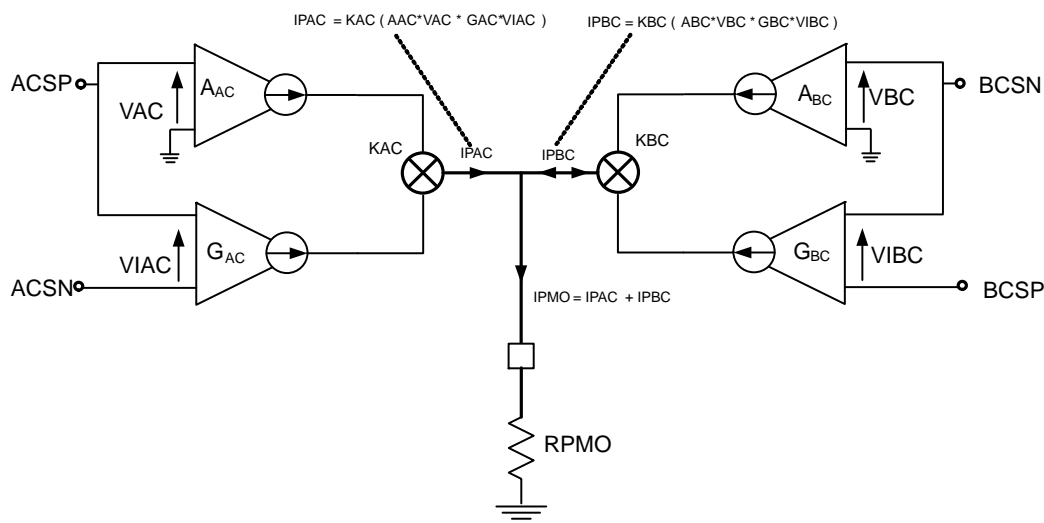 IPAC = KAC ( AAC*VAC * GAC*VIAC )
IPBC = KBC ( ABC*VBC * GBC*VIBC )
ACSP
VAC
AAC
KAC
IPAC
IPBC
KBC
ABC
VBC
BCSN
VIAC
GAC
GBC
VIBC
ACSN
BCSP
IPMO = IPAC + IPBC
RPMO